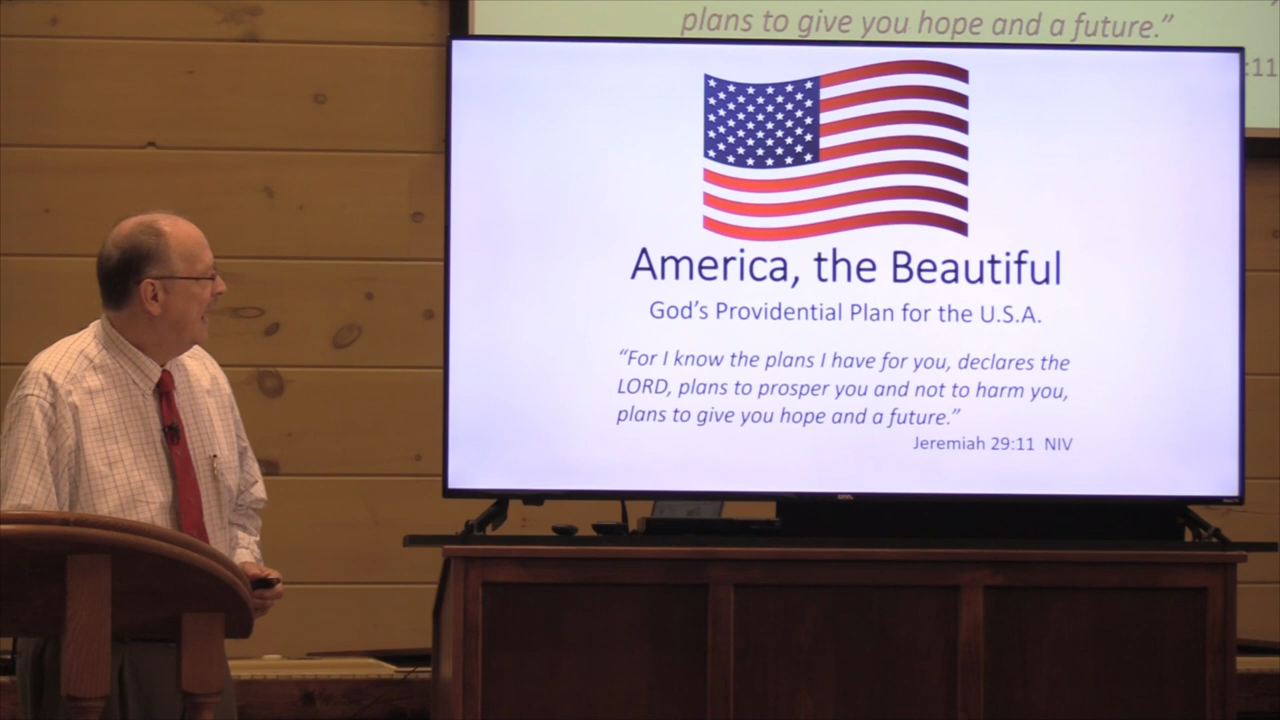 plans to give you hope and a future.”
:11
America, the Beautiful
God’s Providential Plan for the U.S.A.
“For I know the plans I have for you, declares the
LORD, plans to prosper you and not to harm you,
plans to give you hope and a future.”
Jeremiah 29:11 NIV